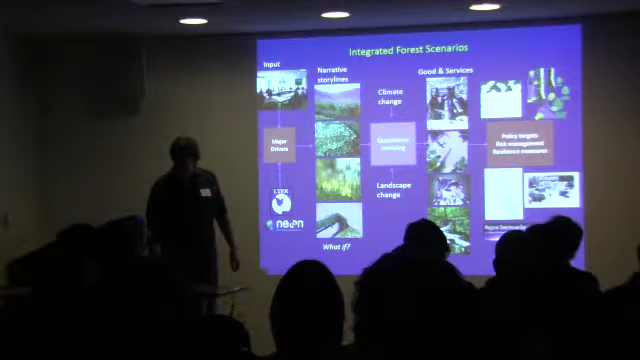 Integrated Forest Scenarios
Input
Narrative
storylines
Good & Services
Climate
change
Major
Drivers
Quantitative
modeling
Policy targets
Risk management
Resilience measures
Landscape
change
LTER
neon
What if?